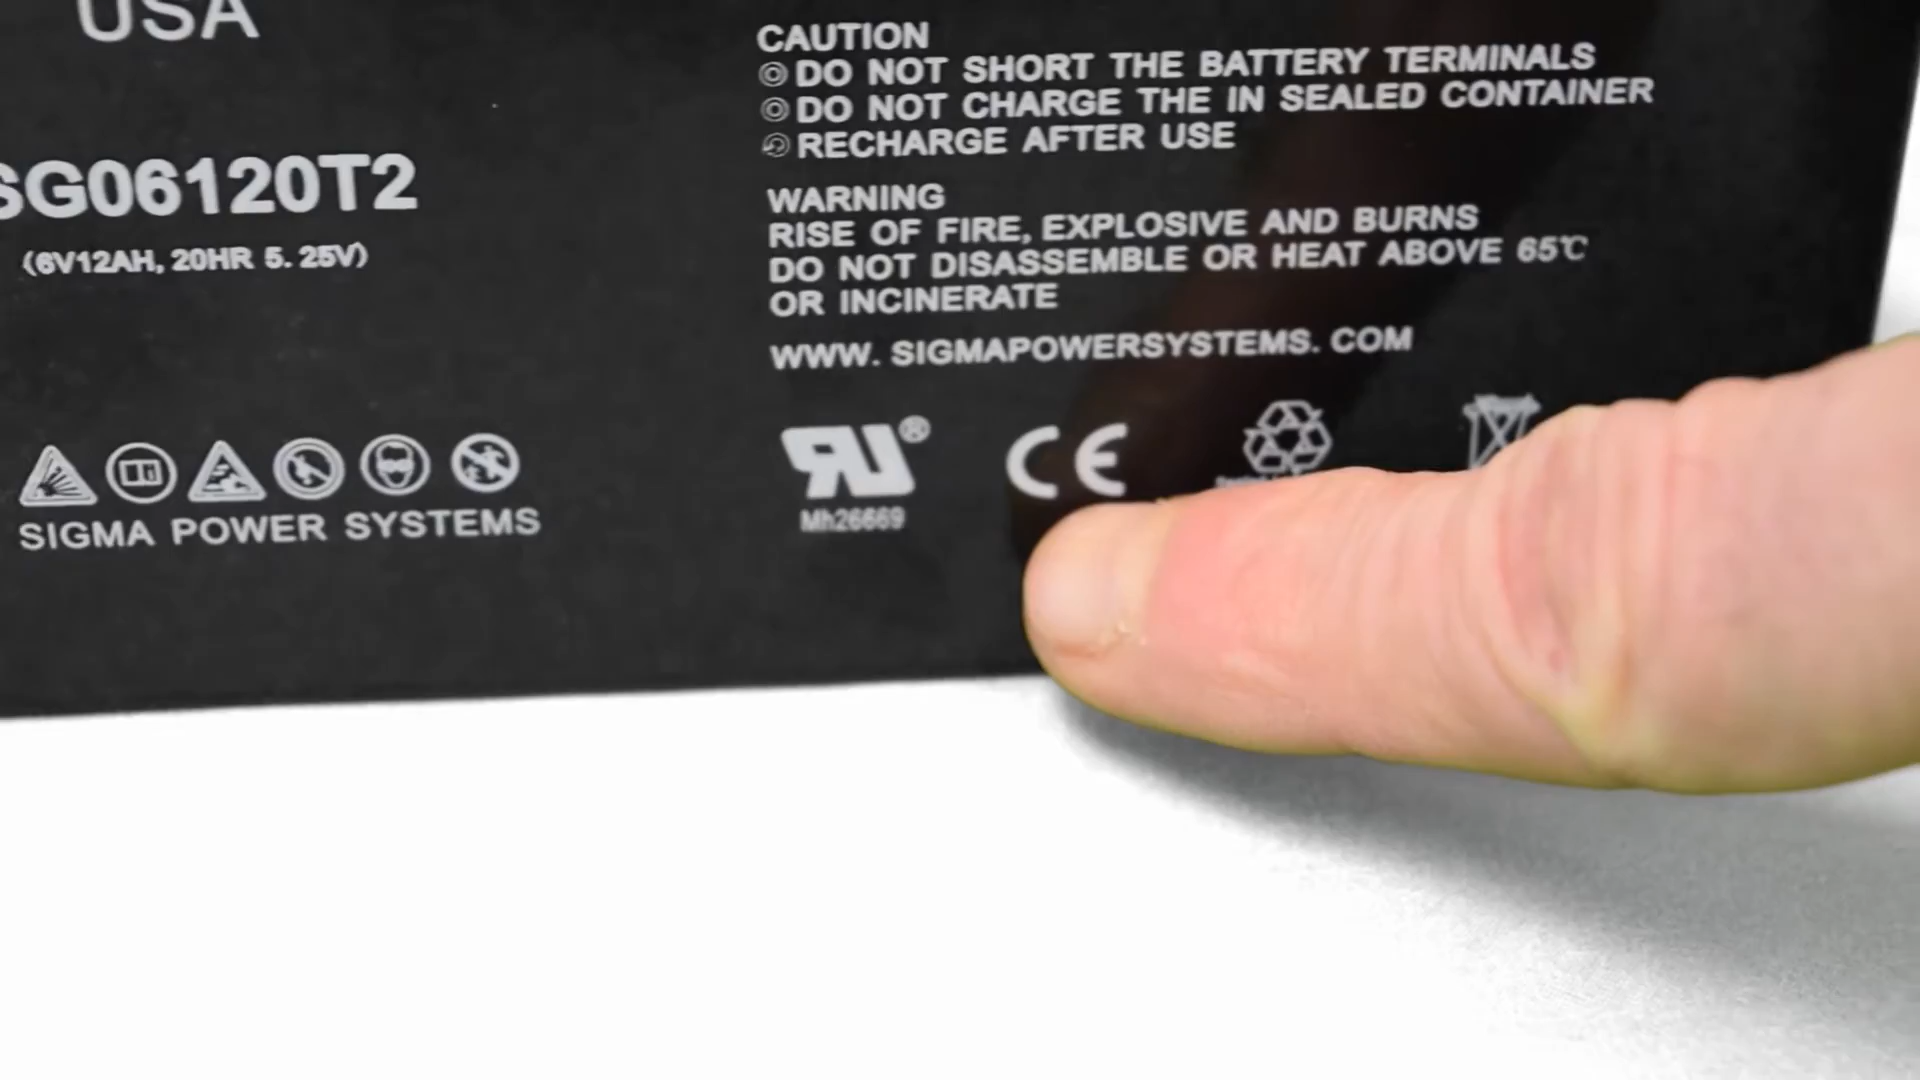 USA
SG06120T2
(6V12AH, 20HR 5. 25V)
SIGMA POWER SYSTEMS
CAUTION
DO NOT SHORT THE BATTERY TERMINALS
DO NOT CHARGE THE IN SEALED CONTAINER
RECHARGE AFTER USE
WARNING
RISE OF FIRE, EXPLOSIVE AND BURNS
DO NOT DISASSEMBLE OR HEAT ABOVE 65℃
OR INCINERATE
WWW. SIGMAPOWERSYSTEMS. COM
RU®
CE
Mh26669